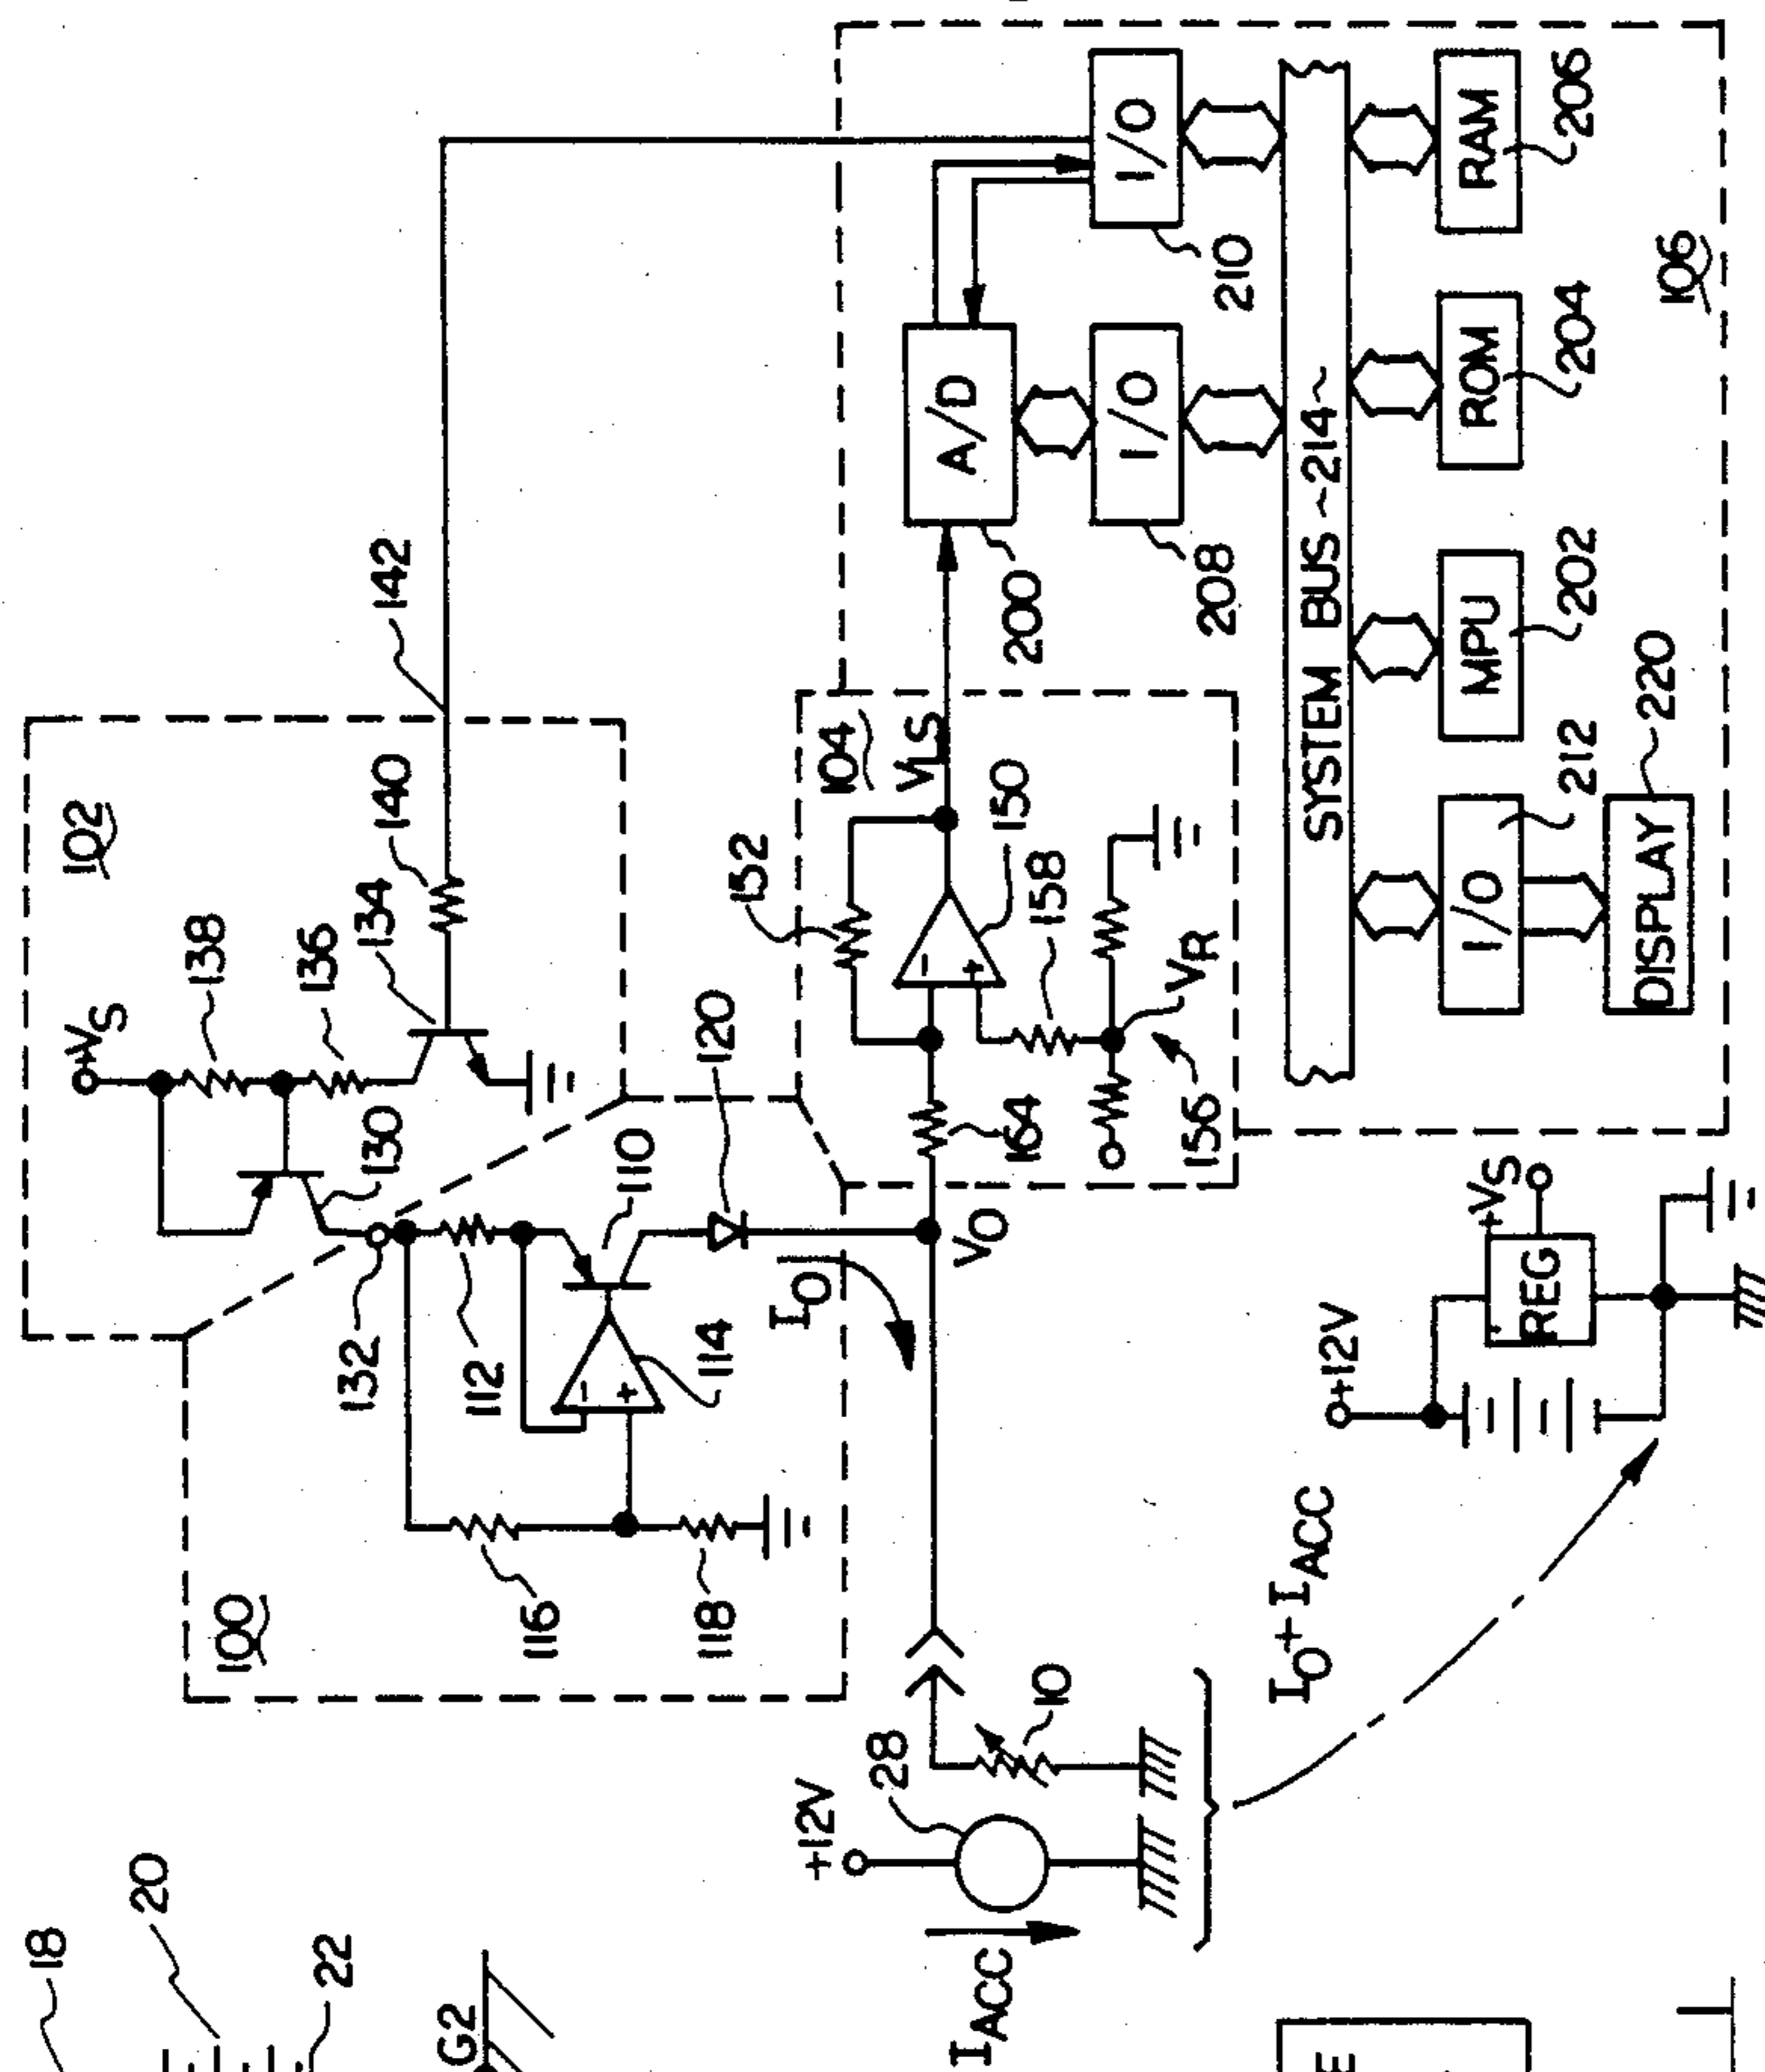 102
+VS
138
136
134
140
142
130
132
100
112
110
114
116
118
120
IO
VO
104
VLS
152
150
158
164
VR
156
A/D
200
I/O
208
I/O
210
SYSTEM BUS ~214~
I/O
212
MPU
202
ROM
204
RAM
206
DISPLAY
220
106
+12V
28
10
IACC
IO+IACC
+12V
REG
+VS
18
20
22
G2